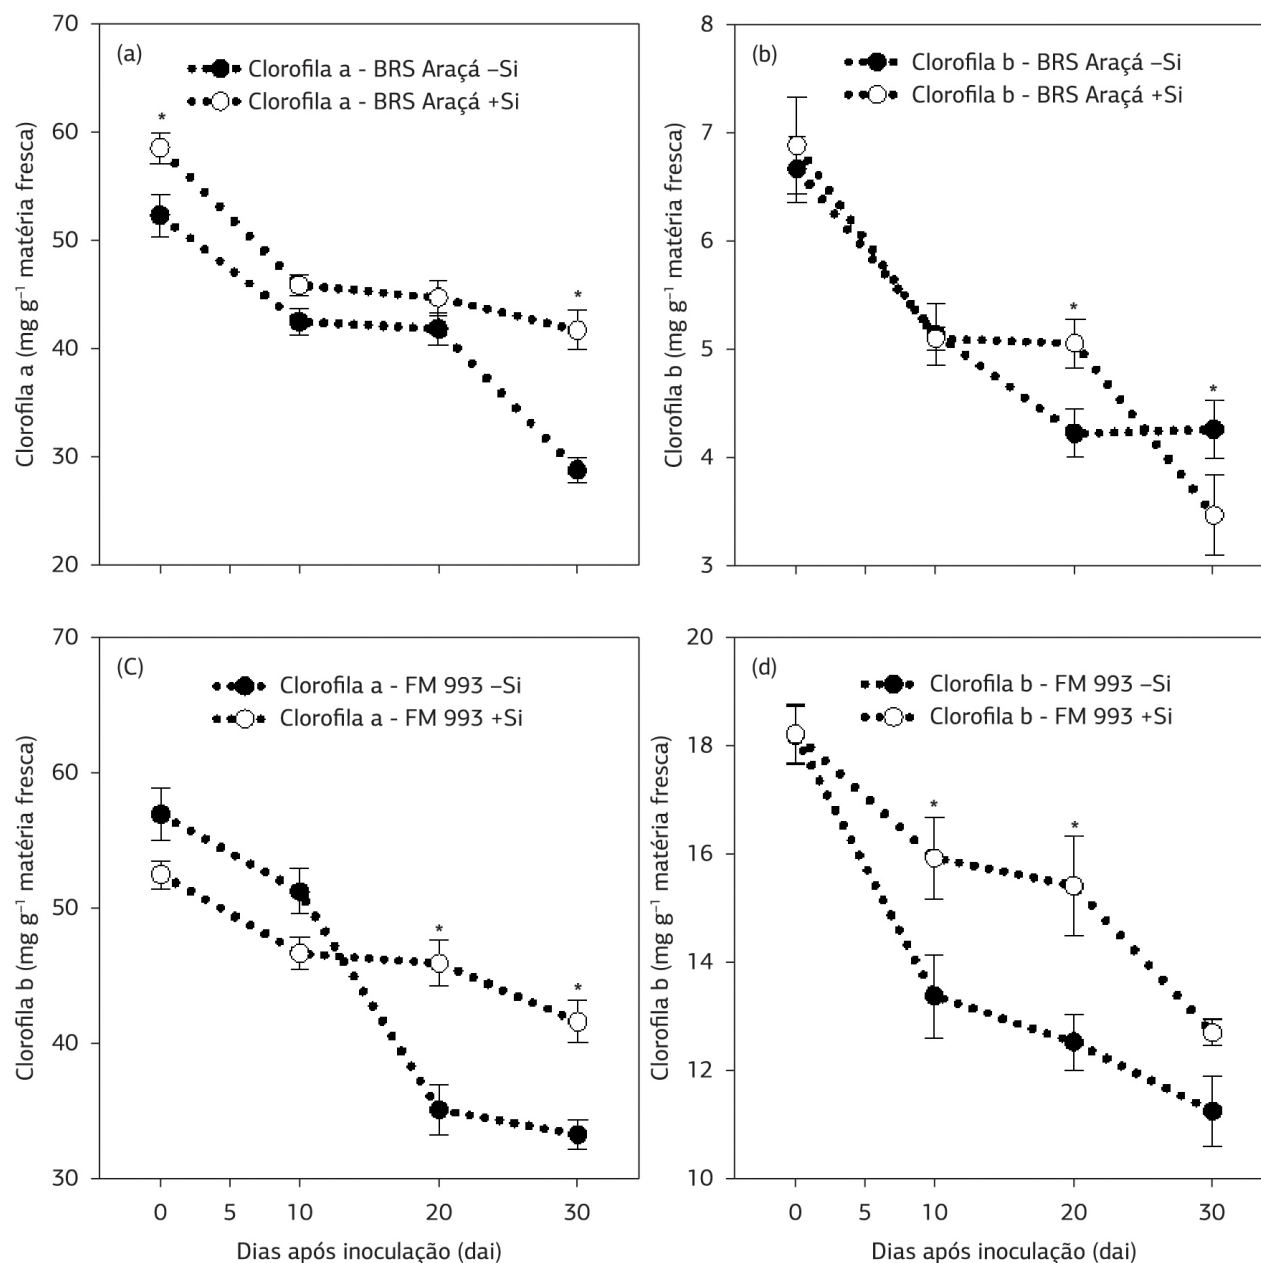 (a)
Clorofila a - BRS Araçá –Si
Clorofila a - BRS Araçá +Si
Clorofila a (mg g⁻¹ matéria fresca)
70
60
50
40
30
20
*
*
(b)
Clorofila b - BRS Araçá –Si
Clorofila b - BRS Araçá +Si
Clorofila b (mg g⁻¹ matéria fresca)
8
7
6
5
4
3
*
*
(C)
Clorofila a - FM 993 –Si
Clorofila a - FM 993 +Si
Clorofila b (mg g⁻¹ matéria fresca)
70
60
50
40
30
*
*
0 5 10 20 30
Dias após inoculação (dai)
(d)
Clorofila b - FM 993 –Si
Clorofila b - FM 993 +Si
Clorofila b (mg g⁻¹ matéria fresca)
20
18
16
14
12
10
*
*
0 5 10 20 30
Dias após inoculação (dai)